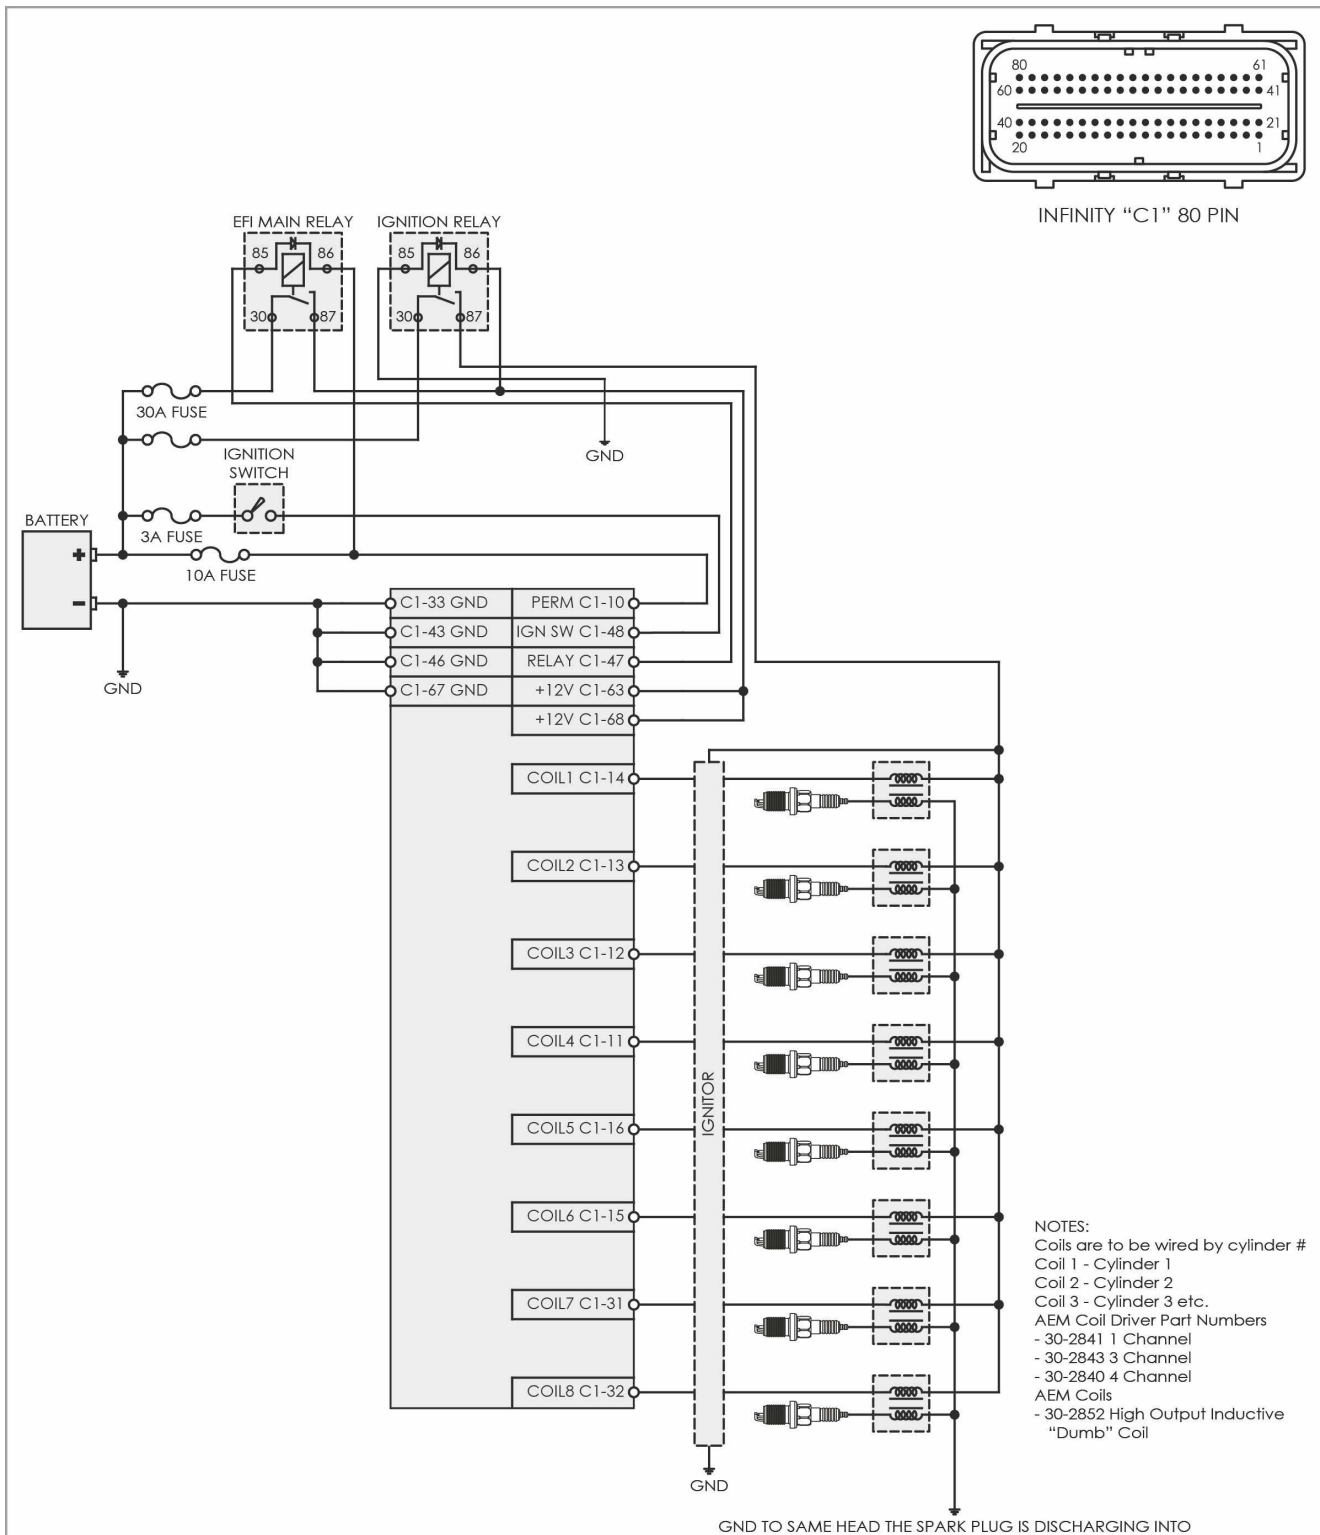 80
61
60
41
40
21
20
1
INFINITY “C1” 80 PIN
EFI MAIN RELAY
IGNITION RELAY
85
86
85
86
30
87
30
87
30A FUSE
GND
IGNITION
SWITCH
BATTERY
3A FUSE
+
10A FUSE
-
GND
C1-33 GND
PERM C1-10
C1-43 GND
IGN SW C1-48
C1-46 GND
RELAY C1-47
C1-67 GND
+12V C1-63
+12V C1-68
COIL1 C1-14
COIL2 C1-13
COIL3 C1-12
COIL4 C1-11
COIL5 C1-16
COIL6 C1-15
COIL7 C1-31
COIL8 C1-32
IGNITOR
GND
NOTES:
Coils are to be wired by cylinder #
Coil 1 - Cylinder 1
Coil 2 - Cylinder 2
Coil 3 - Cylinder 3 etc.
AEM Coil Driver Part Numbers
- 30-2841 1 Channel
- 30-2843 3 Channel
- 30-2840 4 Channel
AEM Coils
- 30-2852 High Output Inductive
“Dumb” Coil
GND TO SAME HEAD THE SPARK PLUG IS DISCHARGING INTO